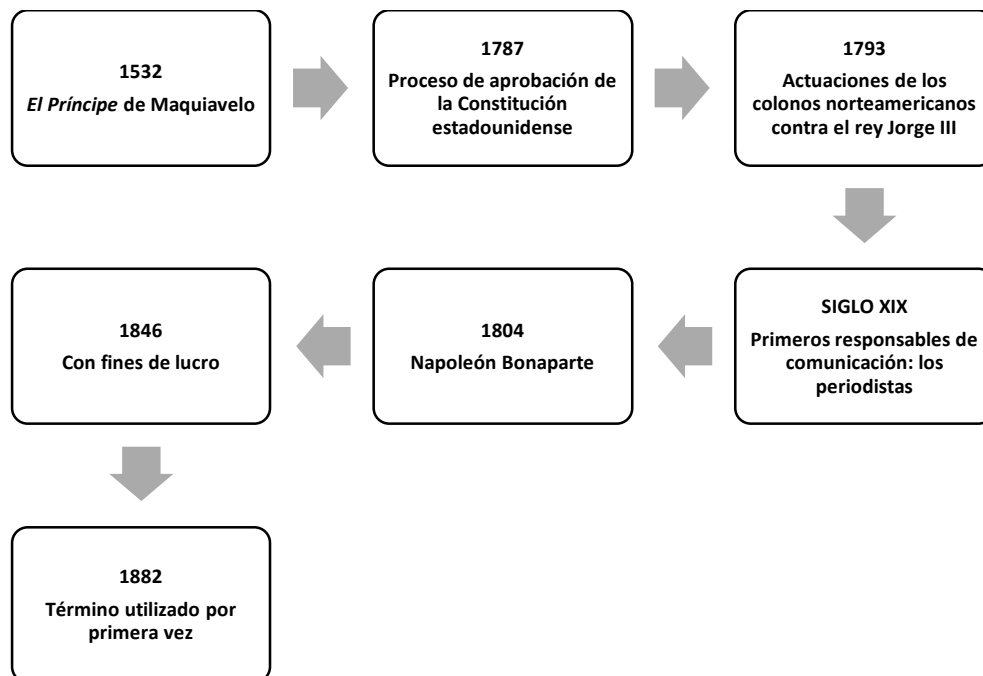 1532
El Príncipe de Maquiavelo
1787
Proceso de aprobación de
la Constitución
estadounidense
1793
Actuaciones de los
colonos norteamericanos
contra el rey Jorge III
SIGLO XIX
Primeros responsables de
comunicación: los
periodistas
1804
Napoleón Bonaparte
1846
Con fines de lucro
1882
Término utilizado por
primera vez